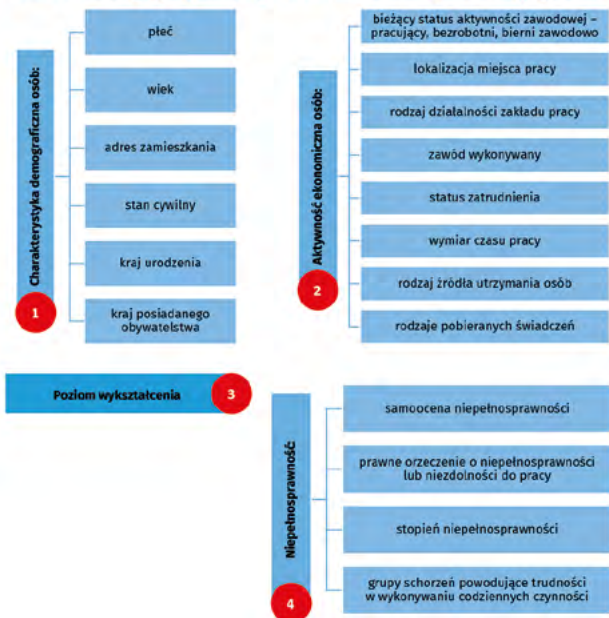 Charakterystyka demograficzna osób:
1
płeć
wiek
adres zamieszkania
stan cywilny
kraj urodzenia
kraj posiadanego
obywatelstwa
Aktywność ekonomiczna osób:
2
bieżący status aktywności zawodowej –
pracujący, bezrobotni, bierni zawodowo
lokalizacja miejsca pracy
rodzaj działalności zakładu pracy
zawód wykonywany
status zatrudnienia
wymiar czasu pracy
rodzaj źródła utrzymania osób
rodzaje pobieranych świadczeń
Poziom wykształcenia
3
Niepełnosprawność:
4
samoocena niepełnosprawności
prawne orzeczenie o niepełnosprawności
lub niezdolności do pracy
stopień niepełnosprawności
grupy schorzeń powodujące trudności
w wykonywaniu codziennych czynności